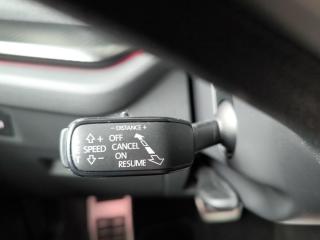 − DISTANCE +
+ OFF
SPEED CANCEL
− ON
RESUME